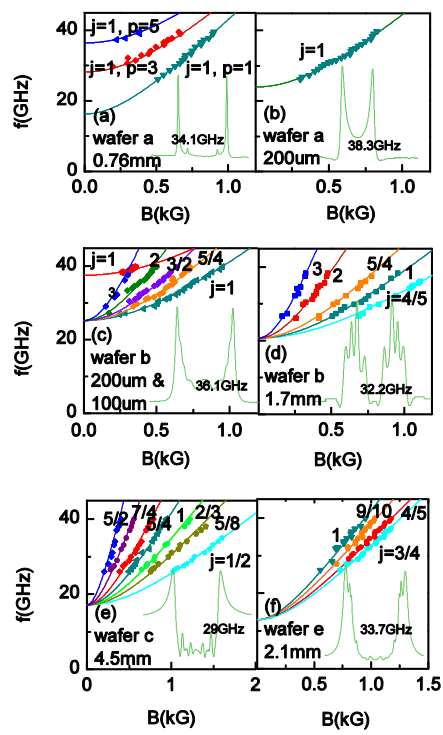 j=1, p=5
j=1, p=3
j=1, p=1
(a)
wafer a
0.76mm
34.1GHz
f(GHz)
40
20
0
0.0
0.5
1.0
B(kG)
j=1
(b)
wafer a
200um
38.3GHz
0.0
0.5
1.0
B(kG)
j=1
3
2
3/2
5/4
j=1
(c)
wafer b
200um &
100um
36.1GHz
f(GHz)
40
20
0
0.0
0.5
1.0
B(kG)
3
2
5/4
1
j=4/5
(d)
wafer b
1.7mm
32.2GHz
0.0
0.5
1.0
B(kG)
5/2
7/4
5/4
1
2/3
5/8
j=1/2
(e)
wafer c
4.5mm
29GHz
f(GHz)
40
20
0
0
1
2
B(kG)
1
9/10
4/5
j=3/4
(f)
wafer e
2.1mm
33.7GHz
0.0
0.5
1.0
1.5
B(kG)